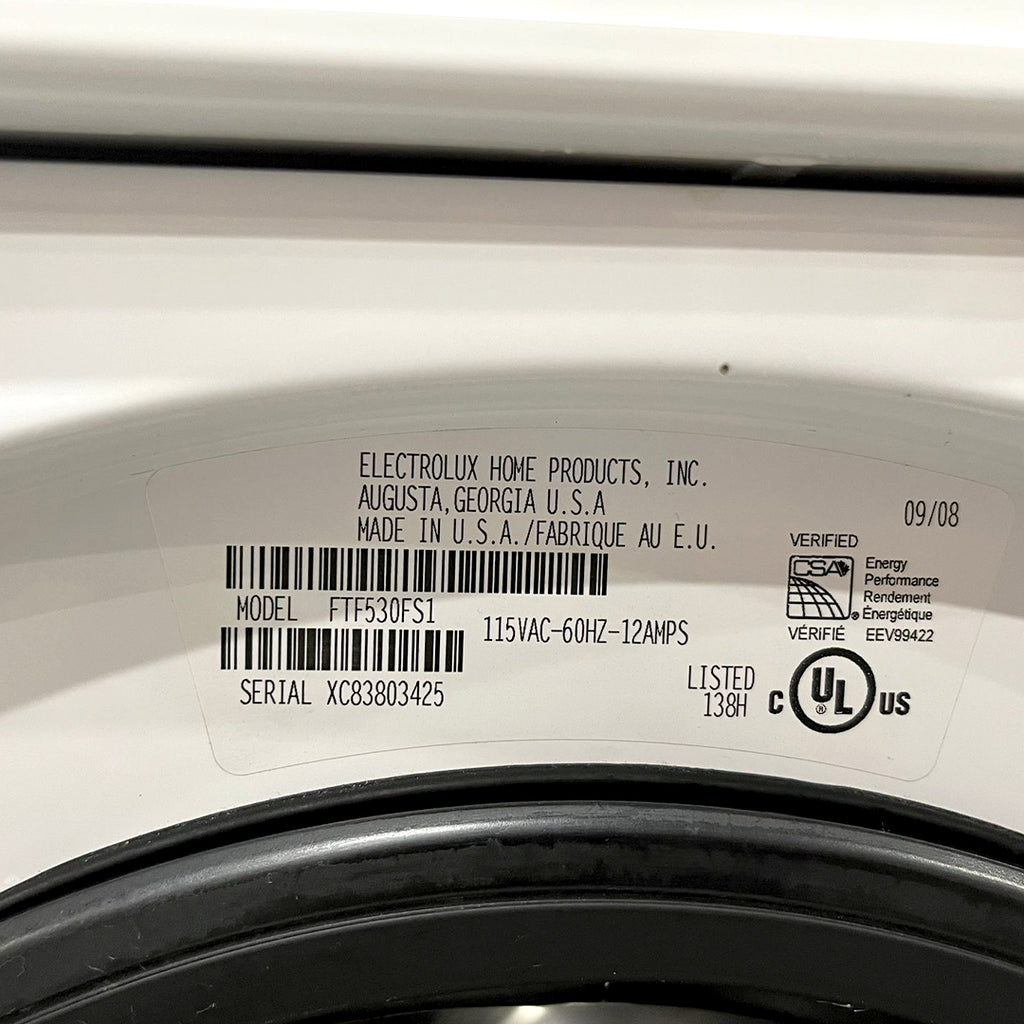 ELECTROLUX HOME PRODUCTS, INC.
AUGUSTA,GEORGIA U.S.A
MADE IN U.S.A./FABRIQUE AU E.U.
09/08
MODEL FTF530FS1
115VAC-60HZ-12AMPS
SERIAL XC83803425
VERIFIED
CSA
®
Energy
Performance
Rendement
Énergétique
VÉRIFIÉ EEV99422
LISTED
138H
C UL ® US